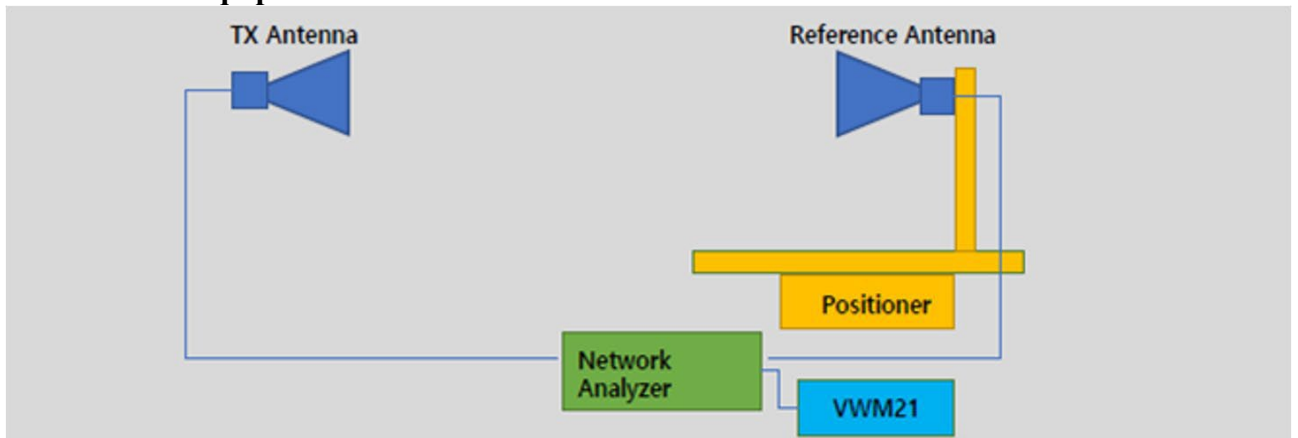 TX Antenna
Reference Antenna
Positioner
Network
Analyzer
VWM21